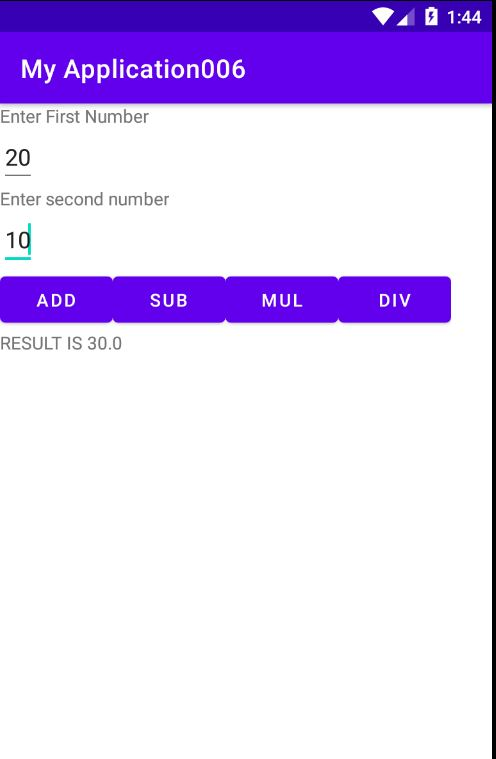 1:44
My Application006
Enter First Number
20
Enter second number
10
ADD SUB MUL DIV
RESULT IS 30.0